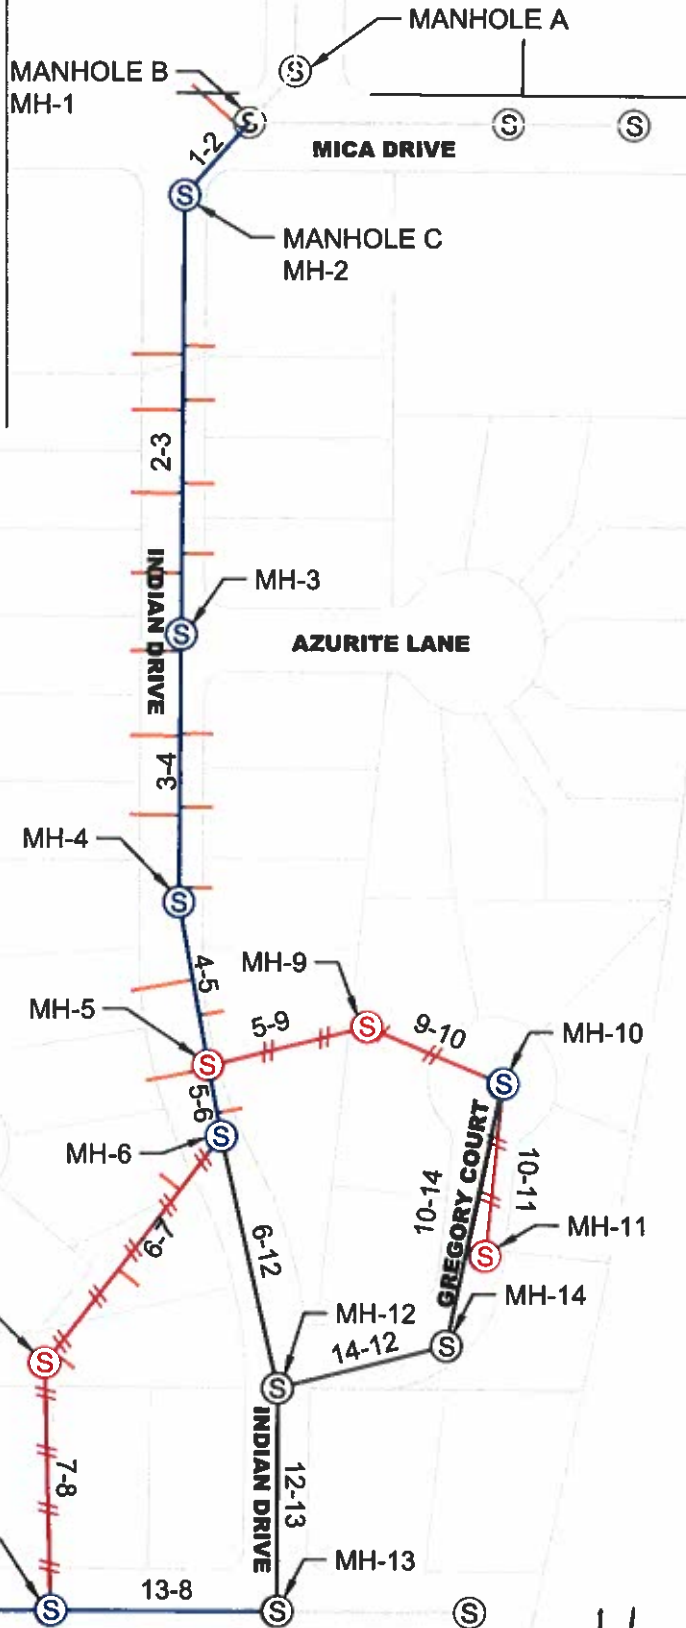 MANHOLE A
MANHOLE B
MH-1
S
S
S
S
MICA DRIVE
1-2
S
MANHOLE C
MH-2
2-3
INDIAN DRIVE
MH-3
S
AZURITE LANE
3-4
MH-4
S
4-5
MH-9
MH-5
5-9
S
9-10
MH-10
S
S
5-6
MH-6
S
GREGORY COURT
10-14
10-11
6-12
6-7
MH-11
S
MH-12
MH-14
14-12
S
S
S
INDIAN DRIVE
12-13
7-8
MH-13
13-8
S
S
S